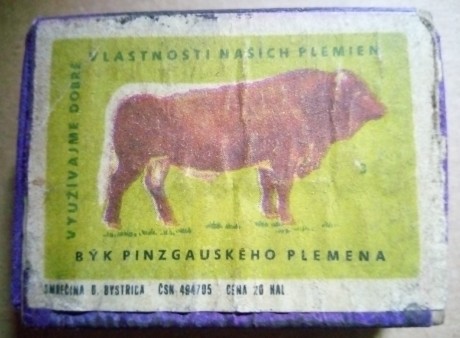 VYUŽÍVAJME DOBRÉ
VLASTNOSTI NAŠICH PLEMIEN
BÝK PINZGAUSKÉHO PLEMENA
SMREČINA B. BYSTRICA ČSN 494705 CENA 20 HAL